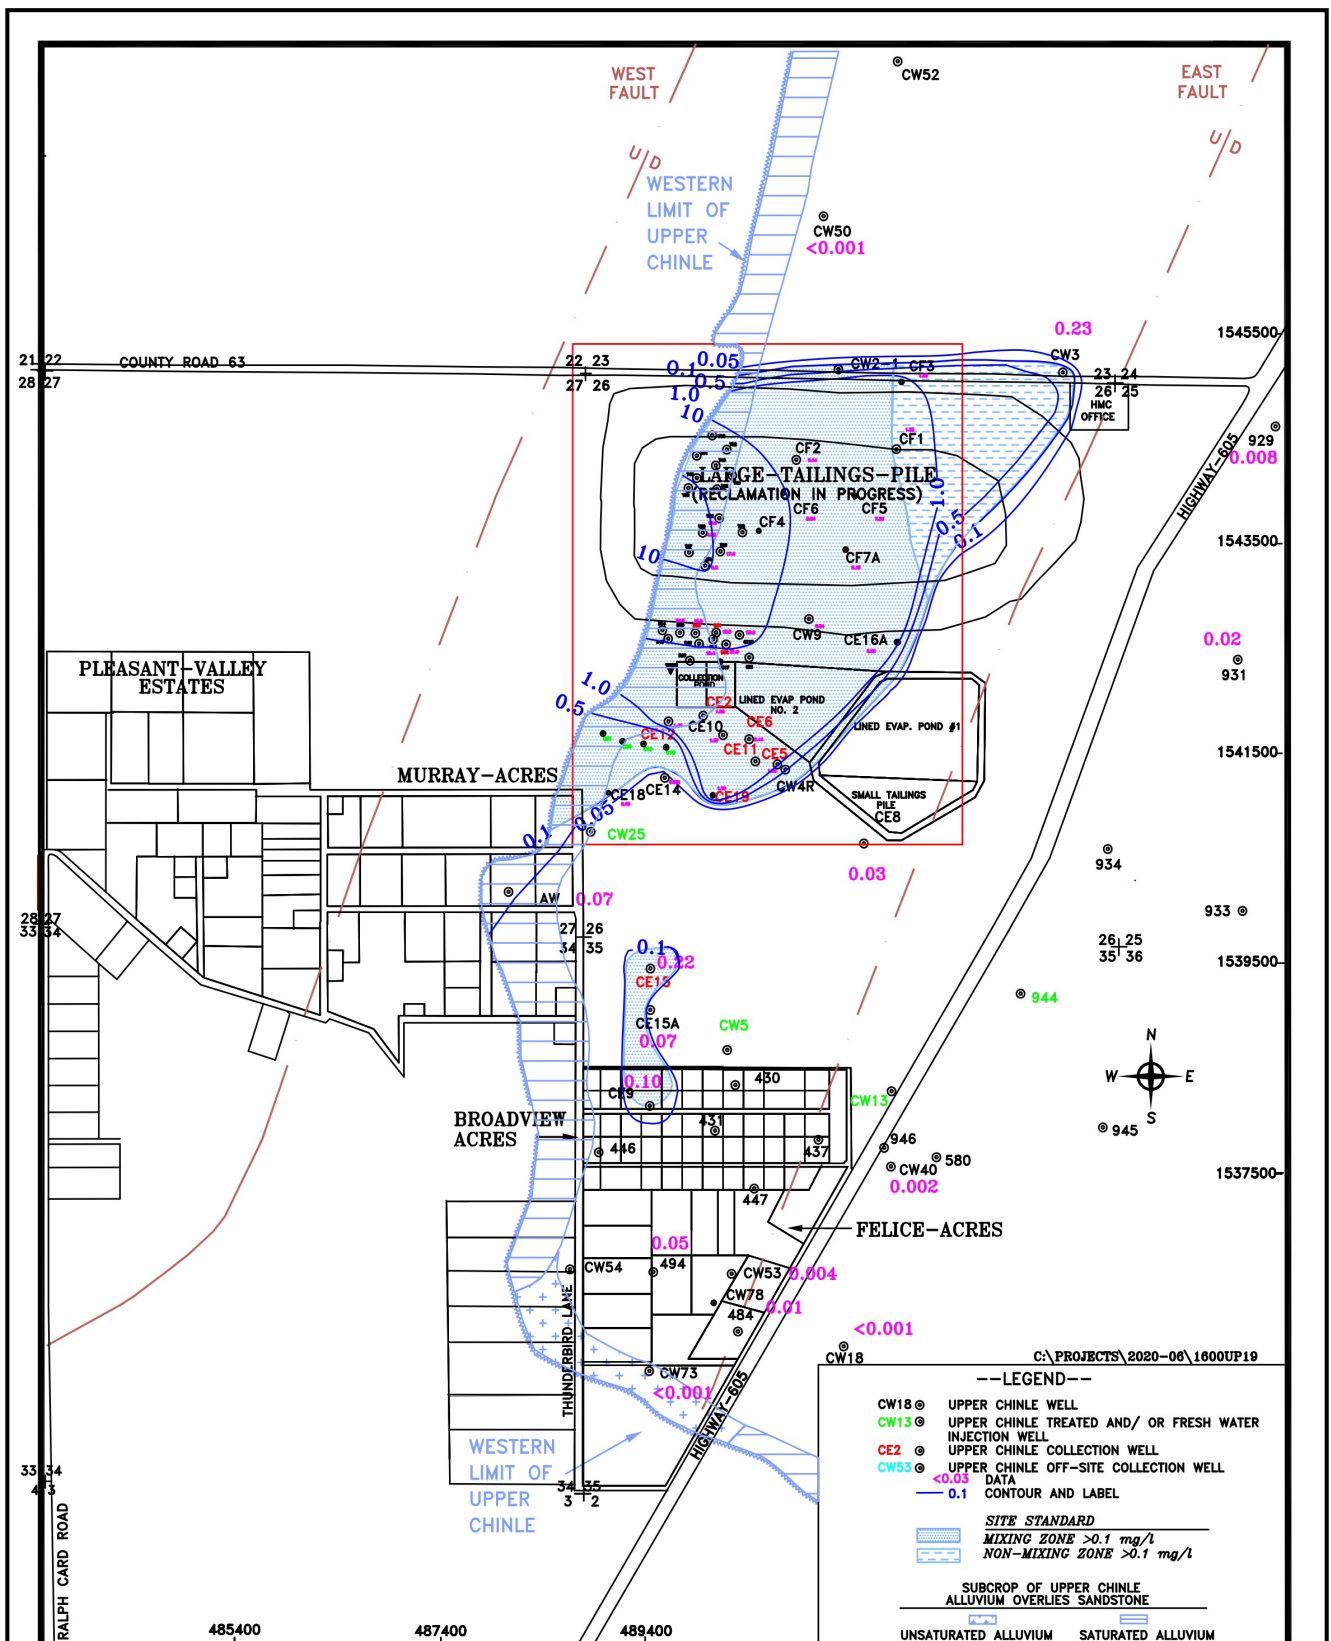 CW52
WEST
FAULT
EAST
FAULT
U/D
U/D
WESTERN
LIMIT OF
UPPER
CHINLE
CW50
<0.001
0.23
1545500
21 22
28 27
COUNTY ROAD 63
22 23
27 26
0.05
0.1
0.5
1.0
10
CW2-1
CF3
CW3
23 24
26 25
HMC
OFFICE
929
0.008
HIGHWAY-605
CF2
CF1
LARGE-TAILINGS-PILE
(RECLAMATION IN PROGRESS)
1.0
CF6
CF5
CF4
0.5
0.1
1543500
10
CF7A
CW9
CE16A
0.02
931
PLEASANT-VALLEY
ESTATES
COLLECTION
POND
1.0
0.5
CE2
LINED EVAP POND
NO. 2
CE10
CE6
CE12
CE11
CE5
LINED EVAP. POND #1
1541500
MURRAY-ACRES
CE18
CE14
CE19
CW4R
SMALL TAILINGS
PILE
CE8
0.1
0.05
CW25
934
0.03
AW
0.07
933
28 27
33 34
27 26
34 35
26 25
35 36
0.1
0.22
CE15
1539500
944
CE15A
CW5
0.07
N
W
E
S
0.10
430
CE9
CW13
BROADVIEW
ACRES
431
446
437
945
946
580
CW40
0.002
1537500
447
FELICE-ACRES
0.05
CW54
494
CW53
0.004
CW78
0.01
484
THUNDERBIRD LANE
<0.001
CW18
CW73
<0.001
HIGHWAY-605
C:\PROJECTS\2020-06\1600UP19
--LEGEND--
CW18 UPPER CHINLE WELL
CW13 UPPER CHINLE TREATED AND/ OR FRESH WATER
INJECTION WELL
CE2 UPPER CHINLE COLLECTION WELL
CW53 UPPER CHINLE OFF-SITE COLLECTION WELL
<0.03 DATA
0.1 CONTOUR AND LABEL
SITE STANDARD
MIXING ZONE >0.1 mg/l
NON-MIXING ZONE >0.1 mg/l
SUBCROP OF UPPER CHINLE
ALLUVIUM OVERLIES SANDSTONE
UNSATURATED ALLUVIUM
SATURATED ALLUVIUM
WESTERN
LIMIT OF
UPPER
CHINLE
33 34
4 3
34 35
3 2
RALPH CARD ROAD
485400
487400
489400